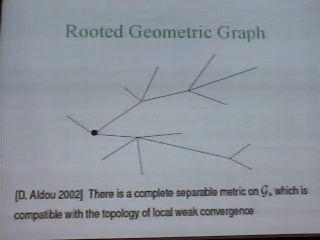 Rooted Geometric Graph
[D. Aldou 2002] There is a complete separable metric on 𝒢* which is
compatible with the topology of local weak convergence